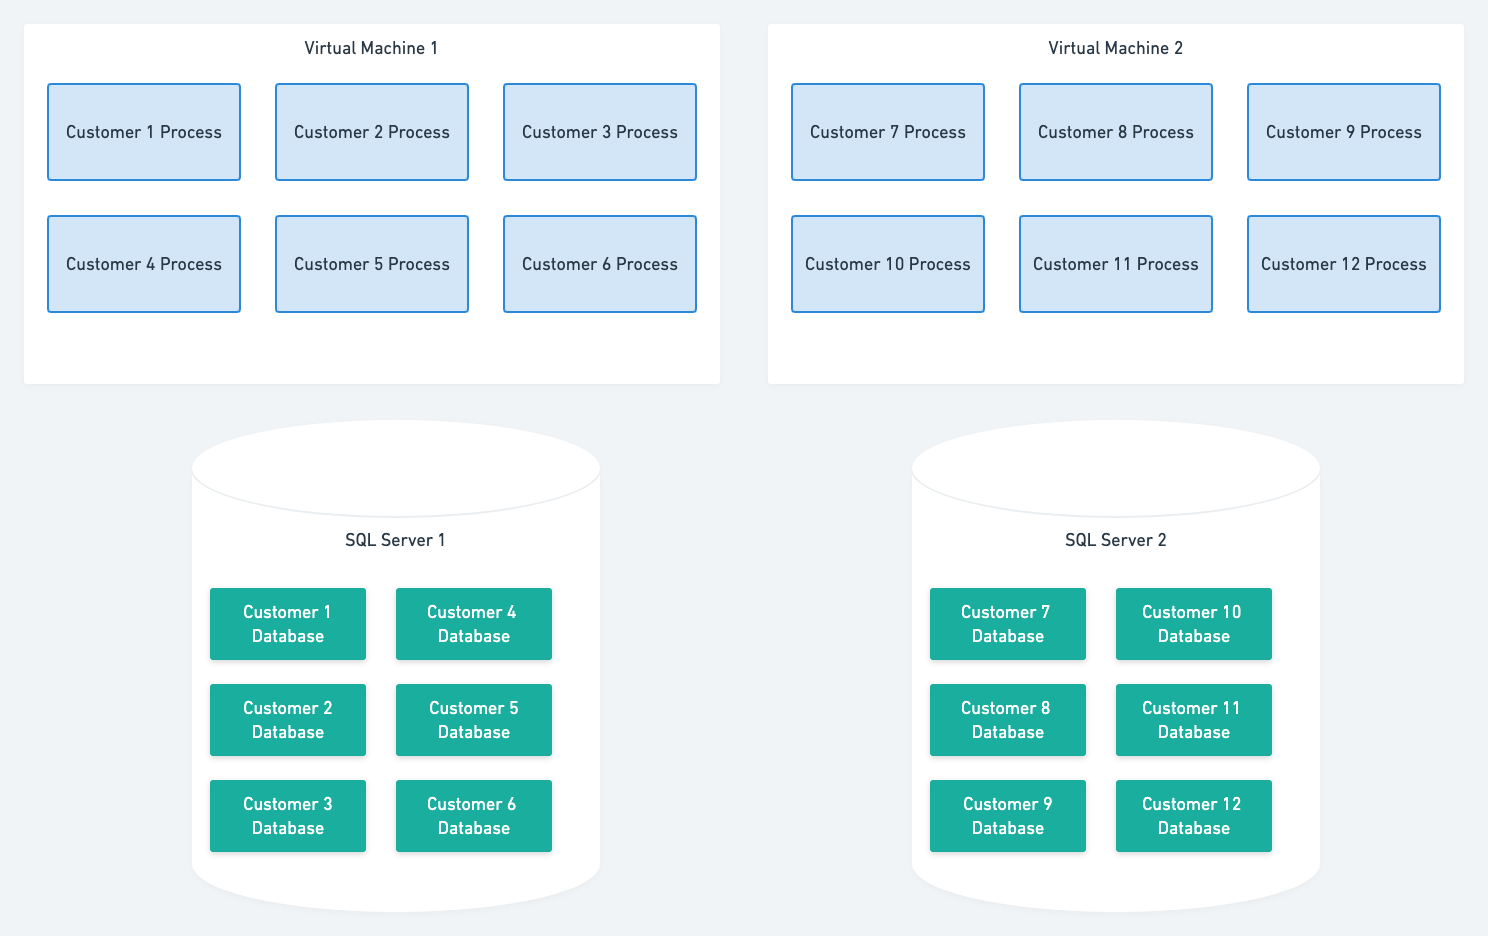 Virtual Machine 1
Customer 1 Process
Customer 2 Process
Customer 3 Process
Customer 4 Process
Customer 5 Process
Customer 6 Process
Virtual Machine 2
Customer 7 Process
Customer 8 Process
Customer 9 Process
Customer 10 Process
Customer 11 Process
Customer 12 Process
SQL Server 1
Customer 1
Database
Customer 4
Database
Customer 2
Database
Customer 5
Database
Customer 3
Database
Customer 6
Database
SQL Server 2
Customer 7
Database
Customer 10
Database
Customer 8
Database
Customer 11
Database
Customer 9
Database
Customer 12
Database